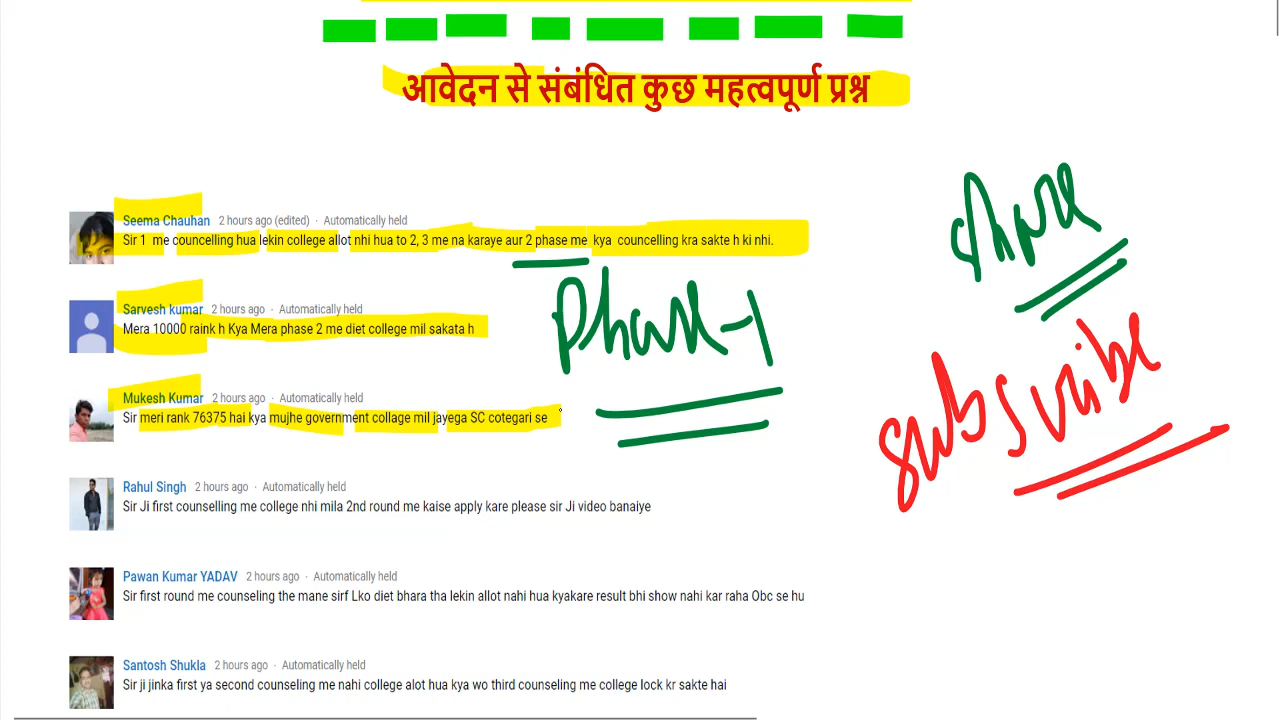 आवेदन से संबंधित कुछ महत्वपूर्ण प्रश्न
Seema Chauhan 2 hours ago (edited) · Automatically held
Sir 1 me councelling hua lekin college allot nhi hua to 2, 3 me na karaye aur 2 phase me kya councelling kra sakte h ki nhi.
Sarvesh kumar 2 hours ago · Automatically held
Mera 10000 raink h Kya Mera phase 2 me diet college mil sakata h
Mukesh Kumar 2 hours ago · Automatically held
Sir meri rank 76375 hai kya mujhe government collage mil jayega SC cotegari se
Rahul Singh 2 hours ago · Automatically held
Sir Ji first counselling me college nhi mila 2nd round me kaise apply kare please sir Ji video banaiye
Pawan Kumar YADAV 2 hours ago · Automatically held
Sir first round me counseling the mane sirf Lko diet bhara tha lekin allot nahi hua kyakare result bhi show nahi kar raha Obc se hu
Santosh Shukla 2 hours ago · Automatically held
Sir ji jinka first ya second counseling me nahi college alot hua kya wo third counseling me college lock kr sakte hai
Phase-1
share
subscribe